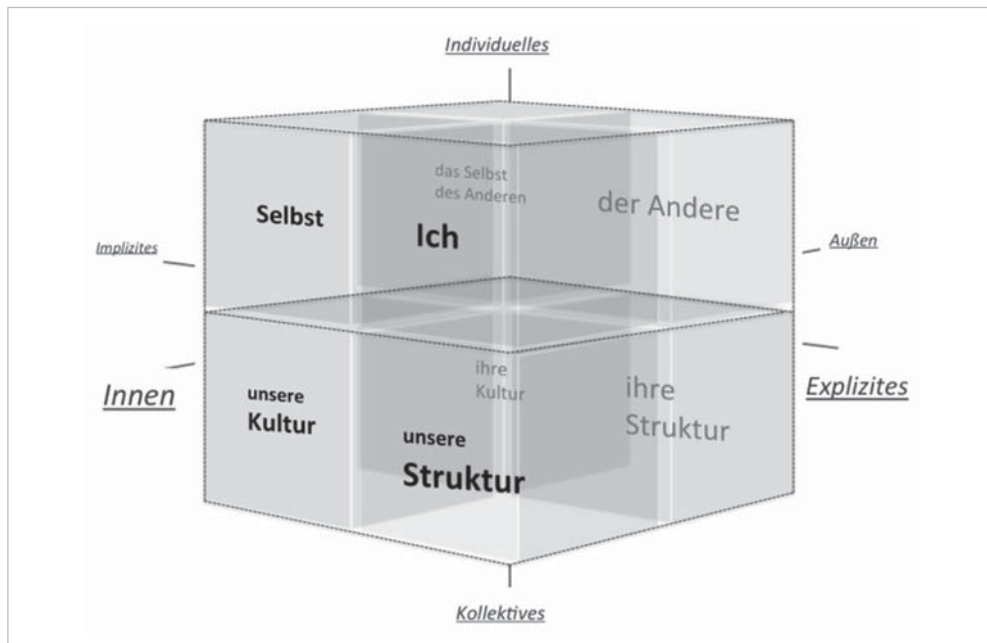 Individuelles
das Selbst
des Anderen
Selbst
Ich
der Andere
Implizites
Außen
Innen
unsere
Kultur
ihre
Kultur
ihre
Struktur
Explizites
unsere
Struktur
Kollektives